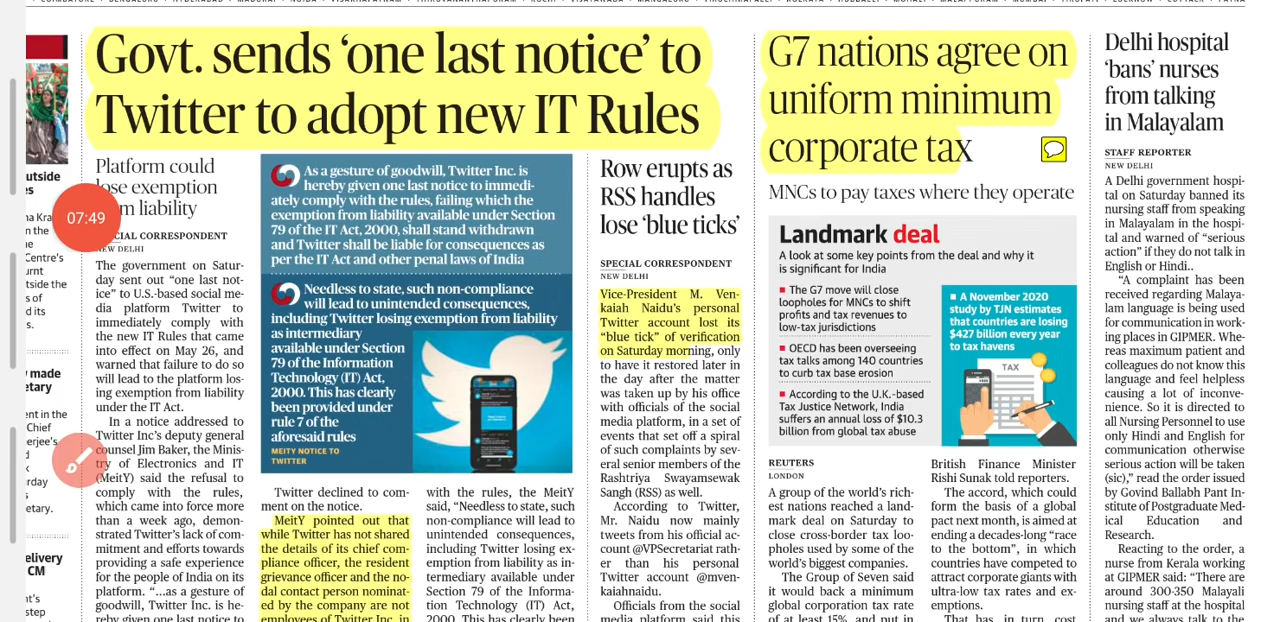 Govt. sends ‘one last notice’ to
Twitter to adopt new IT Rules
Platform could
lose exemption
liability
CORRESPONDENT
NEW DELHI
The government on Satur-
day sent out “one last not-
ice” to U.S.-based social me-
dia platform Twitter to
immediately comply with
the new IT Rules that came
into effect on May 26, and
warned that failure to do so
will lead to the platform los-
ing exemption from liability
under the IT Act.
In a notice addressed to
Twitter Inc’s deputy general
counsel Jim Baker, the Minis-
try of Electronics and IT
(MeitY) said the refusal to
comply with the rules,
which came into force more
than a week ago, demon-
strated Twitter’s lack of com-
mitment and efforts towards
providing a safe experience
for the people of India on its
platform. “...as a gesture of
goodwill, Twitter Inc. is he-
reby given one last notice to
As a gesture of goodwill, Twitter Inc. is
hereby given one last notice to immedi-
ately comply with the rules, failing which the
exemption from liability available under Section
79 of the IT Act, 2000, shall stand withdrawn
and Twitter shall be liable for consequences as
per the IT Act and other penal laws of India
Needless to state, such non-compliance
will lead to unintended consequences,
including Twitter losing exemption from liability
as intermediary
available under Section
79 of the Information
Technology (IT) Act,
2000. This has clearly
been provided under
rule 7 of the
aforesaid rules
MEITY NOTICE TO
TWITTER
Twitter declined to com-
ment on the notice.
MeitY pointed out that
while Twitter has not shared
the details of its chief com-
pliance officer, the resident
grievance officer and the no-
dal contact person nominat-
ed by the company are not
employees of Twitter Inc. in
with the rules, the MeitY
said, “Needless to state, such
non-compliance will lead to
unintended consequences,
including Twitter losing ex-
emption from liability as in-
termediary available under
Section 79 of the Informa-
tion Technology (IT) Act,
2000. This has clearly been
Row erupts as
RSS handles
lose ‘blue ticks’
SPECIAL CORRESPONDENT
NEW DELHI
Vice-President M. Ven-
kaiah Naidu’s personal
Twitter account lost its
“blue tick” of verification
on Saturday morning, only
to have it restored later in
the day after the matter
was taken up by his office
with officials of the social
media platform, in a set of
events that set off a spiral
of such complaints by sev-
eral senior members of the
Rashtriya Swayamsewak
Sangh (RSS) as well.
According to Twitter,
Mr. Naidu now mainly
tweets from his official ac-
count @VPSecretariat rath-
er than his personal
Twitter account @mven-
kaiahnaidu.
Officials from the social
media platform said this
G7 nations agree on
uniform minimum
corporate tax
MNCs to pay taxes where they operate
Landmark deal
A look at some key points from the deal and why it
is significant for India
■ The G7 move will close
loopholes for MNCs to shift
profits and tax revenues to
low-tax jurisdictions
■ OECD has been overseeing
tax talks among 140 countries
to curb tax base erosion
■ According to the U.K.-based
Tax Justice Network, India
suffers an annual loss of $10.3
billion from global tax abuse
■ A November 2020
study by TJN estimates
that countries are losing
$427 billion every year
to tax havens
TAX
REUTERS
LONDON
A group of the world’s rich-
est nations reached a land-
mark deal on Saturday to
close cross-border tax loo-
pholes used by some of the
world’s biggest companies.
The Group of Seven said
it would back a minimum
global corporation tax rate
of at least 15%, and put in
British Finance Minister
Rishi Sunak told reporters.
The accord, which could
form the basis of a global
pact next month, is aimed at
ending a decades-long “race
to the bottom”, in which
countries have competed to
attract corporate giants with
ultra-low tax rates and ex-
emptions.
That has, in turn, cost
Delhi hospital
‘bans’ nurses
from talking
in Malayalam
STAFF REPORTER
NEW DELHI
A Delhi government hospi-
tal on Saturday banned its
nursing staff from speaking
in Malayalam in the hospi-
tal and warned of “serious
action” if they do not talk in
English or Hindi..
“A complaint has been
received regarding Malaya-
lam language is being used
for communication in work-
ing places in GIPMER. Whe-
reas maximum patient and
colleagues do not know this
language and feel helpless
causing a lot of inconve-
nience. So it is directed to
all Nursing Personnel to use
only Hindi and English for
communication otherwise
serious action will be taken
(sic),” read the order issued
by Govind Ballabh Pant In-
stitute of Postgraduate Med-
ical Education and
Research.
Reacting to the order, a
nurse from Kerala working
at GIPMER said: “There are
around 300-350 Malayali
nursing staff at the hospital
and we always talk to the
07:49